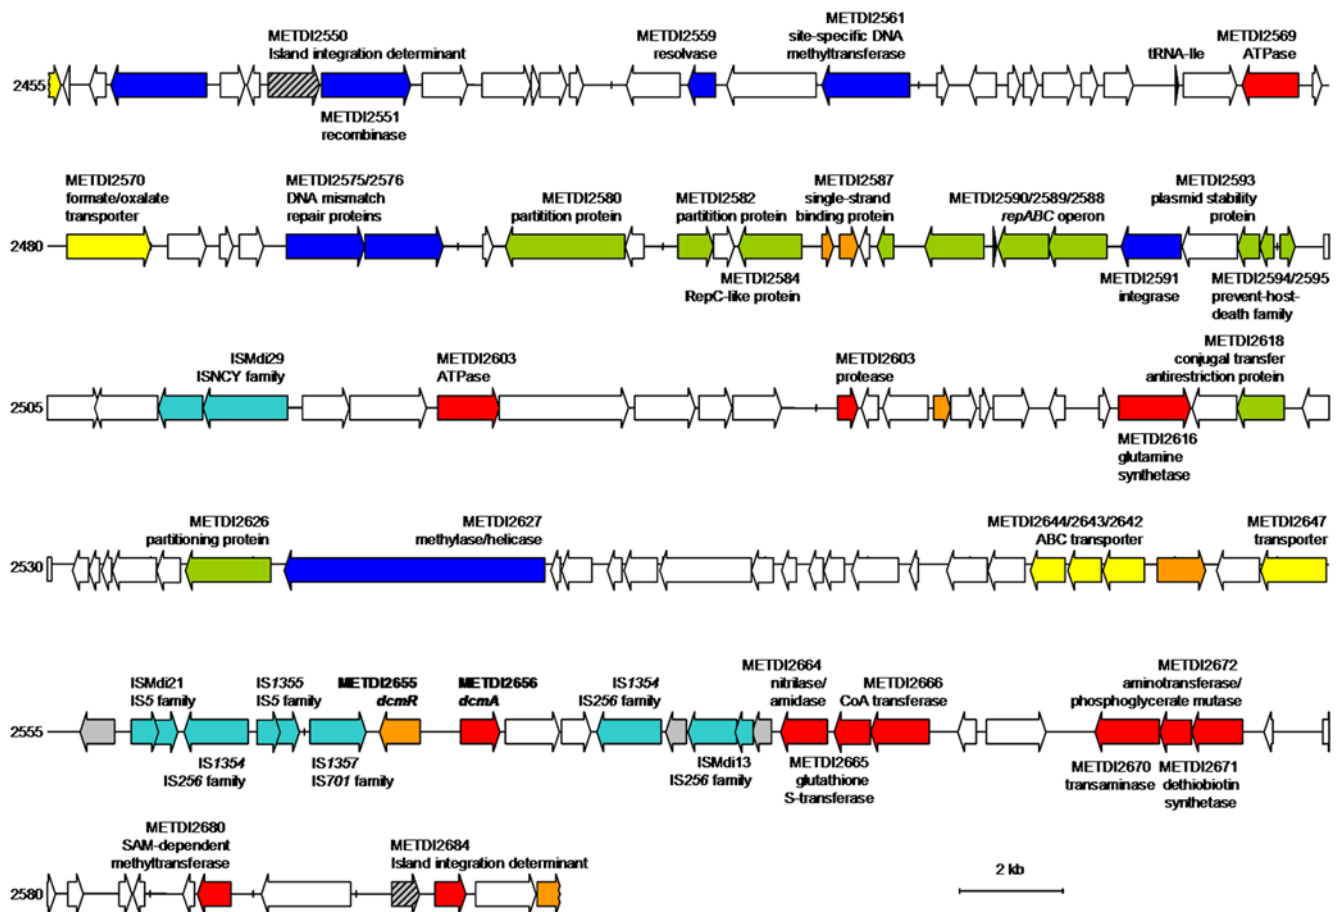 METDI2550
Island integration determinant
METDI2559
resolvase
METDI2561
site-specific DNA
methyltransferase
tRNA-Ile
METDI2569
ATPase
2455
METDI2551
recombinase
METDI2570
formate/oxalate
transporter
METDI2575/2576
DNA mismatch
repair proteins
METDI2580
partitition protein
METDI2582
partitition protein
METDI2587
single-strand
binding protein
METDI2590/2589/2588
repABC operon
METDI2593
plasmid stability
protein
2480
METDI2584
RepC-like protein
METDI2591
integrase
METDI2594/2595
prevent-host-
death family
ISMdi29
ISNCY family
METDI2603
ATPase
METDI2603
protease
METDI2618
conjugal transfer
antirestriction protein
2505
METDI2616
glutamine
synthetase
METDI2626
partitioning protein
METDI2627
methylase/helicase
METDI2644/2643/2642
ABC transporter
METDI2647
transporter
2530
ISMdi21
IS5 family
IS1355
IS5 family
METDI2655
dcmR
METDI2656
dcmA
IS1354
IS256 family
METDI2664
nitrilase/
amidase
METDI2666
CoA transferase
METDI2672
aminotransferase/
phosphoglycerate mutase
2555
IS1354
IS256 family
IS1357
IS701 family
ISMdi13
IS256 family
METDI2665
glutathione
S-transferase
METDI2670
transaminase
METDI2671
dethiobiotin
synthetase
METDI2680
SAM-dependent
methyltransferase
METDI2684
Island integration determinant
2580
2 kb